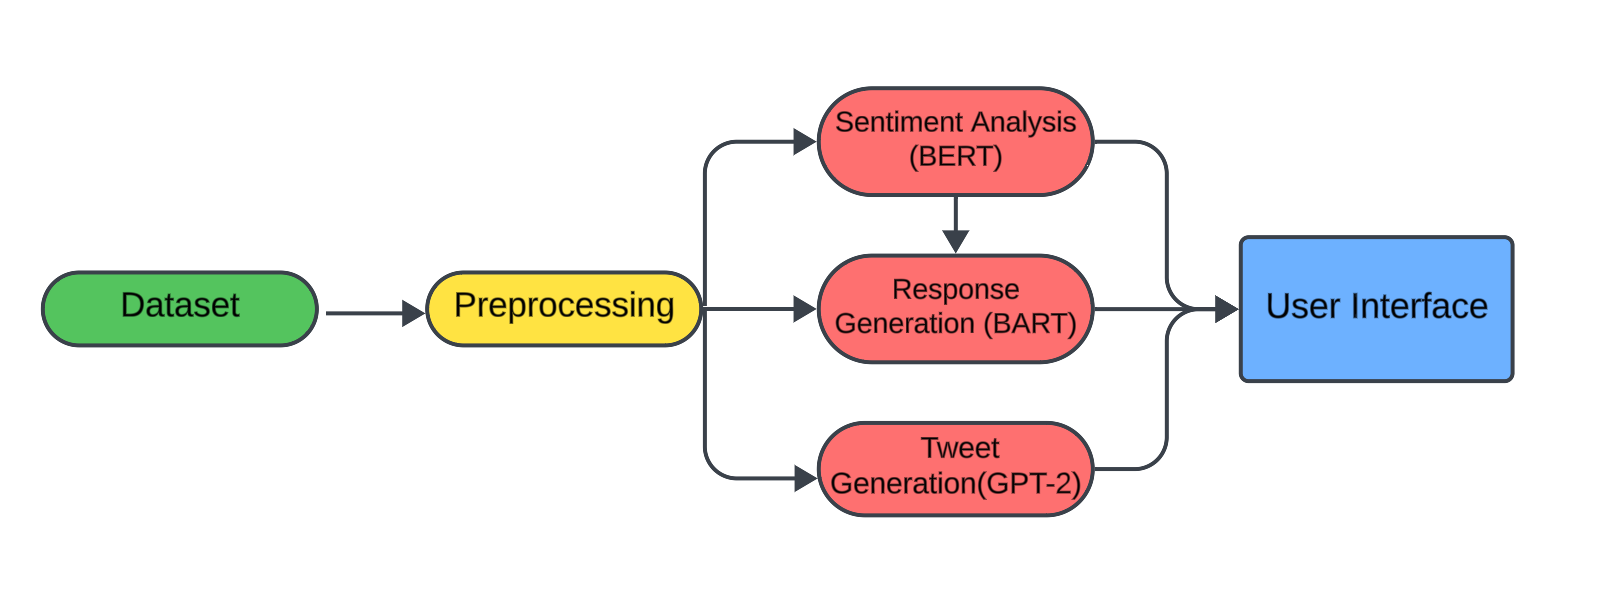 Dataset
Preprocessing
Sentiment Analysis
(BERT)
Response
Generation (BART)
Tweet
Generation(GPT-2)
User Interface